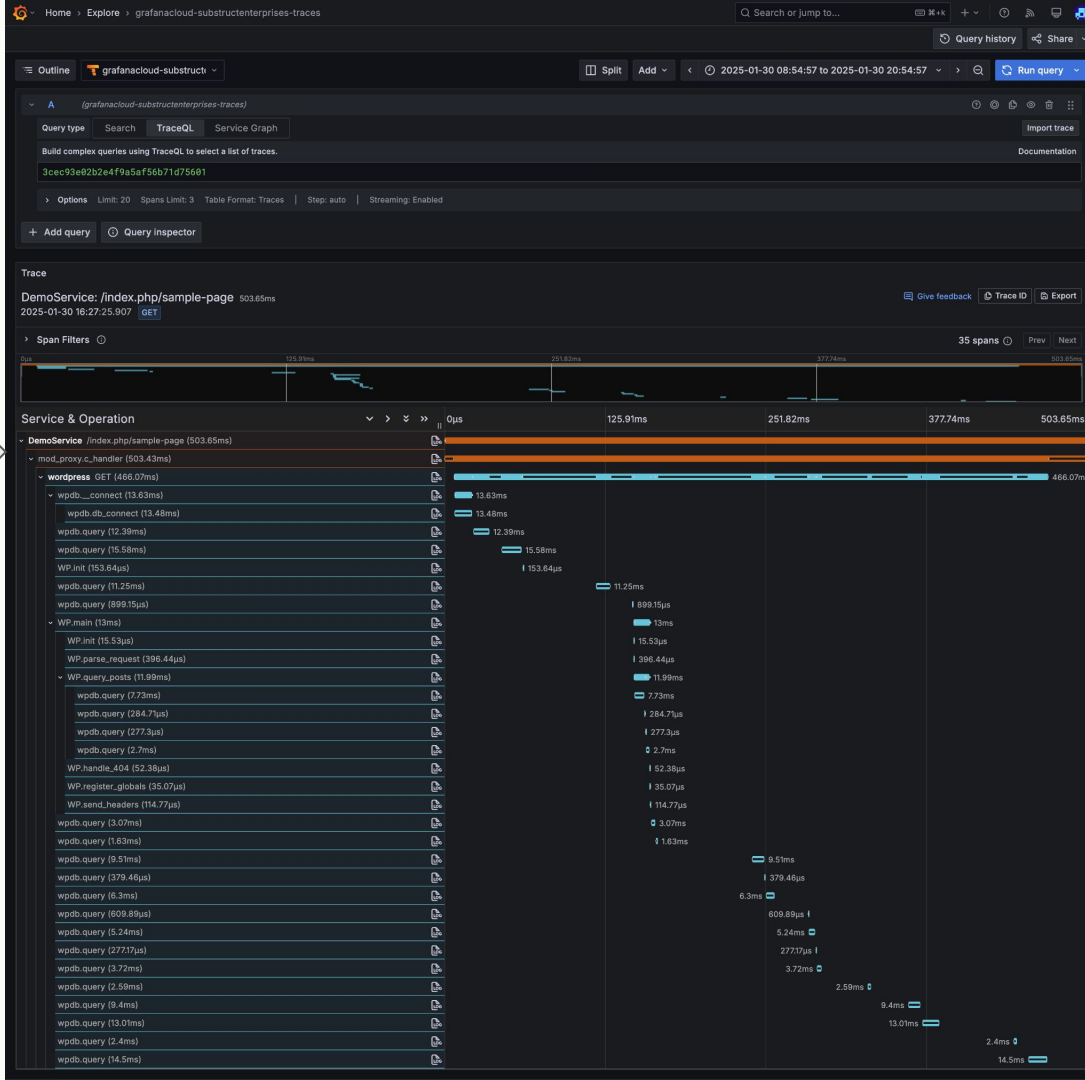 Home › Explore › grafanacloud-substructenterprises-traces
Search or jump to... ⌘+k
Query history Share
Outline grafanacloud-substructe Split Add 2025-01-30 08:54:57 to 2025-01-30 20:54:57 Run query
A (grafanacloud-substructenterprises-traces)
Query type Search TraceQL Service Graph Import trace
Build complex queries using TraceQL to select a list of traces. Documentation
3cec93e02b2e4f9a5af56b71d75601
Options Limit: 20 Spans Limit: 3 Table Format: Traces | Step: auto | Streaming: Enabled
+ Add query Query inspector
Trace
DemoService: /index.php/sample-page 503.65ms Give feedback Trace ID Export
2025-01-30 16:27:25.907 GET
Span Filters 35 spans Prev Next
0µs 125.91ms 251.82ms 377.74ms 503.65ms
Service & Operation 0µs 125.91ms 251.82ms 377.74ms 503.65ms
DemoService /index.php/sample-page (503.65ms)
mod_proxy.c_handler (503.43ms)
wordpress GET (466.07ms) 466.07m
wpdb.__connect (13.63ms) 13.63ms
wpdb.db_connect (13.48ms) 13.48ms
wpdb.query (12.39ms) 12.39ms
wpdb.query (15.58ms) 15.58ms
WP.init (153.64µs) 153.64µs
wpdb.query (11.25ms) 11.25ms
wpdb.query (899.15µs) 899.15µs
WP.main (13ms) 13ms
WP.init (15.53µs) 15.53µs
WP.parse_request (396.44µs) 396.44µs
WP.query_posts (11.99ms) 11.99ms
wpdb.query (7.73ms) 7.73ms
wpdb.query (284.71µs) 284.71µs
wpdb.query (277.3µs) 277.3µs
wpdb.query (2.7ms) 2.7ms
WP.handle_404 (52.38µs) 52.38µs
WP.register_globals (35.07µs) 35.07µs
WP.send_headers (114.77µs) 114.77µs
wpdb.query (3.07ms) 3.07ms
wpdb.query (1.63ms) 1.63ms
wpdb.query (9.51ms) 9.51ms
wpdb.query (379.46µs) 379.46µs
wpdb.query (6.3ms) 6.3ms
wpdb.query (609.89µs) 609.89µs
wpdb.query (5.24ms) 5.24ms
wpdb.query (277.17µs) 277.17µs
wpdb.query (3.72ms) 3.72ms
wpdb.query (2.59ms) 2.59ms
wpdb.query (9.4ms) 9.4ms
wpdb.query (13.01ms) 13.01ms
wpdb.query (2.4ms) 2.4ms
wpdb.query (14.5ms) 14.5ms